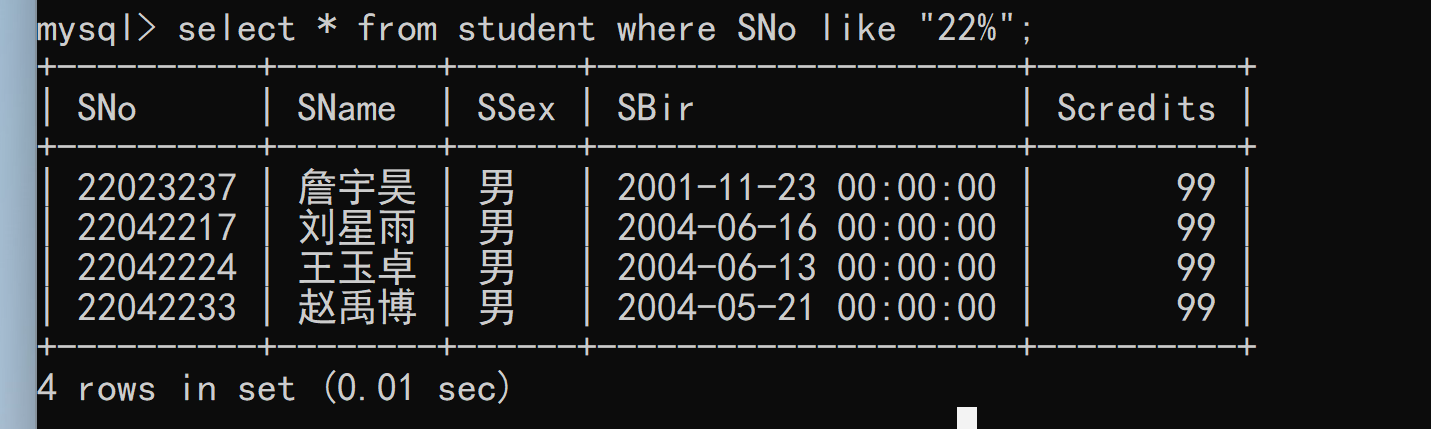 mysql> select * from student where SNo like "22%";
+----------+--------+------+---------------------+----------+
| SNo      | SName  | SSex | SBir                | Scredits |
+----------+--------+------+---------------------+----------+
| 22023237 | 詹宇昊 | 男   | 2001-11-23 00:00:00 |       99 |
| 22042217 | 刘星雨 | 男   | 2004-06-16 00:00:00 |       99 |
| 22042224 | 王玉卓 | 男   | 2004-06-13 00:00:00 |       99 |
| 22042233 | 赵禹博 | 男   | 2004-05-21 00:00:00 |       99 |
+----------+--------+------+---------------------+----------+
4 rows in set (0.01 sec)